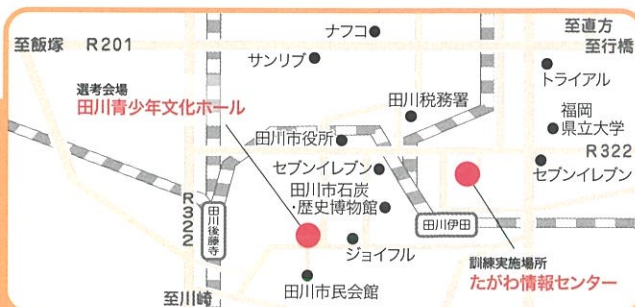 至飯塚 R201
ナフコ
至直方
至行橋
サンリブ
トライアル
選考会場
田川青少年文化ホール
田川税務署
福岡
県立大学
田川市役所
R322
セブンイレブン
セブンイレブン
田川市石炭
・歴史博物館
R322
田川後藤寺
田川伊田
ジョイフル
訓練実施場所
たがわ情報センター
田川市民会館
至川崎